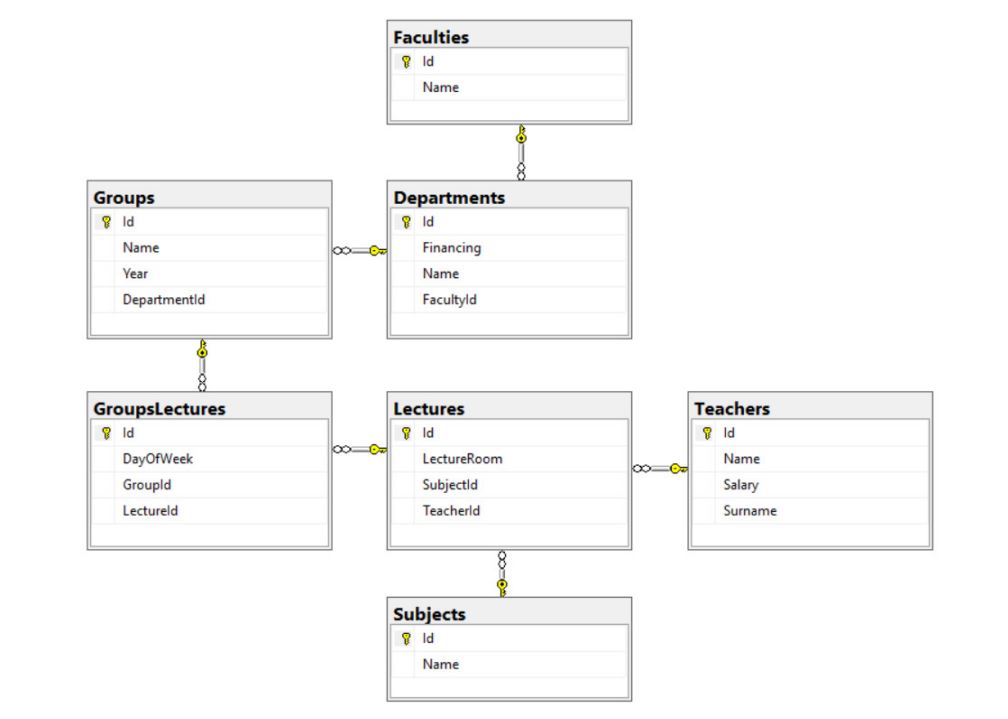 Faculties
Id
Name
Groups
Id
Name
Year
DepartmentId
Departments
Id
Financing
Name
FacultyId
GroupsLectures
Id
DayOfWeek
GroupId
LectureId
Lectures
Id
LectureRoom
SubjectId
TeacherId
Teachers
Id
Name
Salary
Surname
Subjects
Id
Name